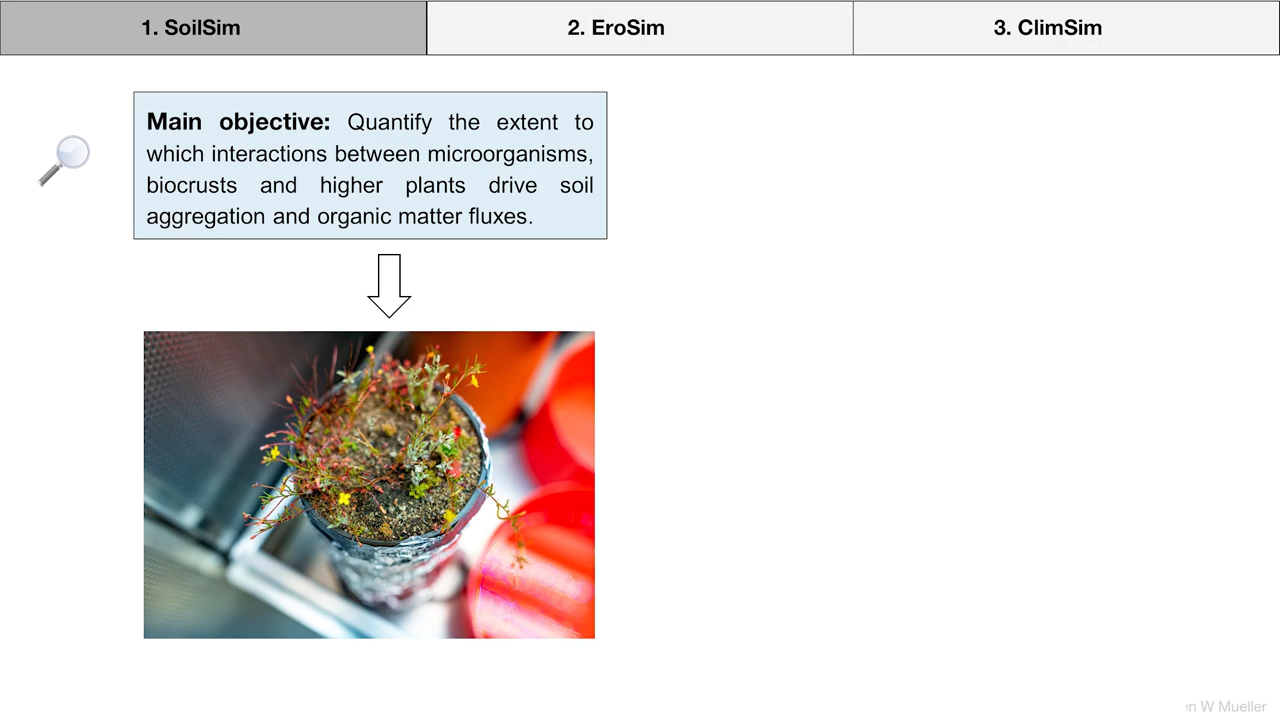 1. SoilSim
2. EroSim
3. ClimSim
Main objective: Quantify the extent to
which interactions between microorganisms,
biocrusts and higher plants drive soil
aggregation and organic matter fluxes.
W Mueller